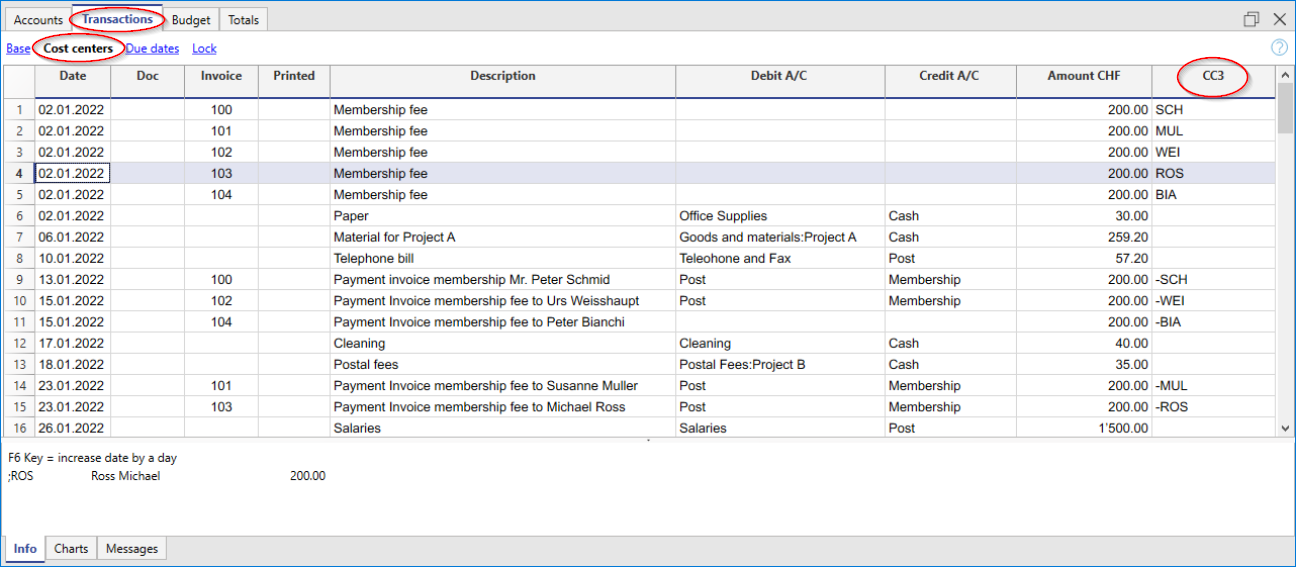 Accounts Transactions Budget Totals
Base Cost centers Due dates Lock ?
Date Doc Invoice Printed Description Debit A/C Credit A/C Amount CHF CC3
1 02.01.2022 100 Membership fee 200.00 SCH
2 02.01.2022 101 Membership fee 200.00 MUL
3 02.01.2022 102 Membership fee 200.00 WEI
4 02.01.2022 103 Membership fee 200.00 ROS
5 02.01.2022 104 Membership fee 200.00 BIA
6 02.01.2022 Paper Office Supplies Cash 30.00
7 06.01.2022 Material for Project A Goods and materials:Project A Cash 259.20
8 10.01.2022 Telephone bill Teleohone and Fax Post 57.20
9 13.01.2022 100 Payment invoice membership Mr. Peter Schmid Post Membership 200.00 -SCH
10 15.01.2022 102 Payment Invoice membership fee to Urs Weisshaupt Post Membership 200.00 -WEI
11 15.01.2022 104 Payment Invoice membership fee to Peter Bianchi 200.00 -BIA
12 17.01.2022 Cleaning Cleaning Cash 40.00
13 18.01.2022 Postal fees Postal Fees:Project B Cash 35.00
14 23.01.2022 101 Payment Invoice membership fee to Susanne Muller Post Membership 200.00 -MUL
15 23.01.2022 103 Payment Invoice membership fee to Michael Ross Post Membership 200.00 -ROS
16 26.01.2022 Salaries Salaries Post 1'500.00
F6 Key = increase date by a day
;ROS Ross Michael 200.00
Info Charts Messages